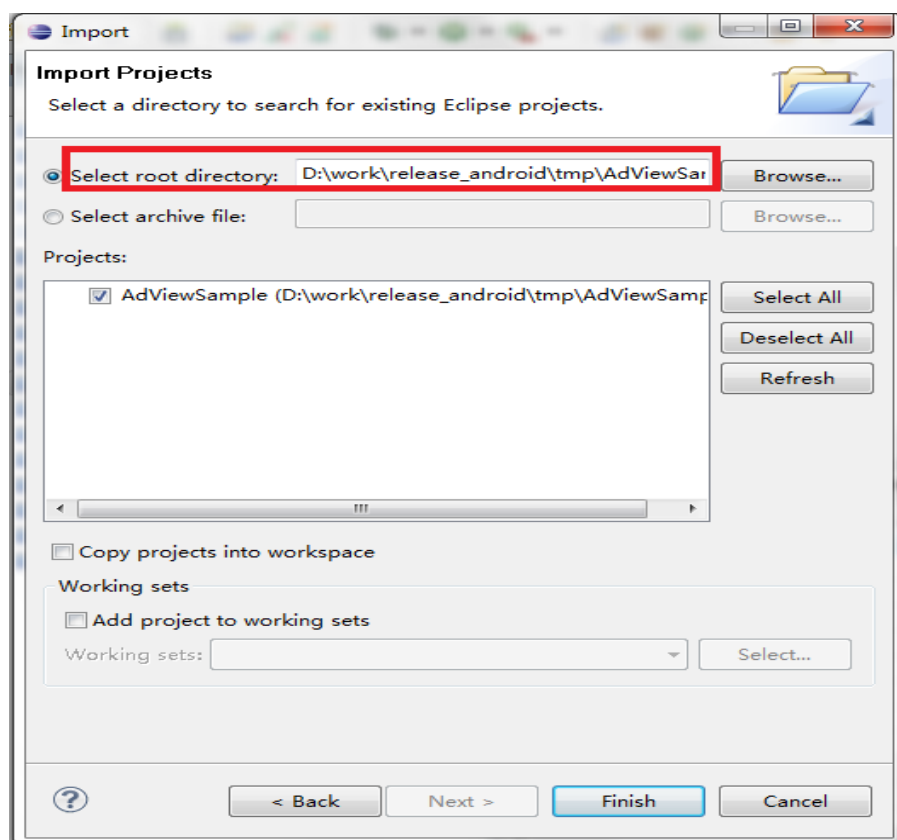 Import
Import Projects
Select a directory to search for existing Eclipse projects.
Select root directory: D:\work\release_android\tmp\AdViewSar Browse...
Select archive file: Browse...
Projects:
AdViewSample (D:\work\release_android\tmp\AdViewSamp
Select All
Deselect All
Refresh
Copy projects into workspace
Working sets
Add project to working sets
Working sets: Select...
? < Back Next > Finish Cancel